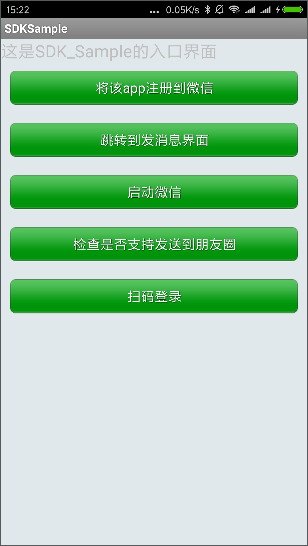 15:22
... 0.05K/s
SDKSample
这是SDK_Sample的入口界面
将该app注册到微信
跳转到发消息界面
启动微信
检查是否支持发送到朋友圈
扫码登录